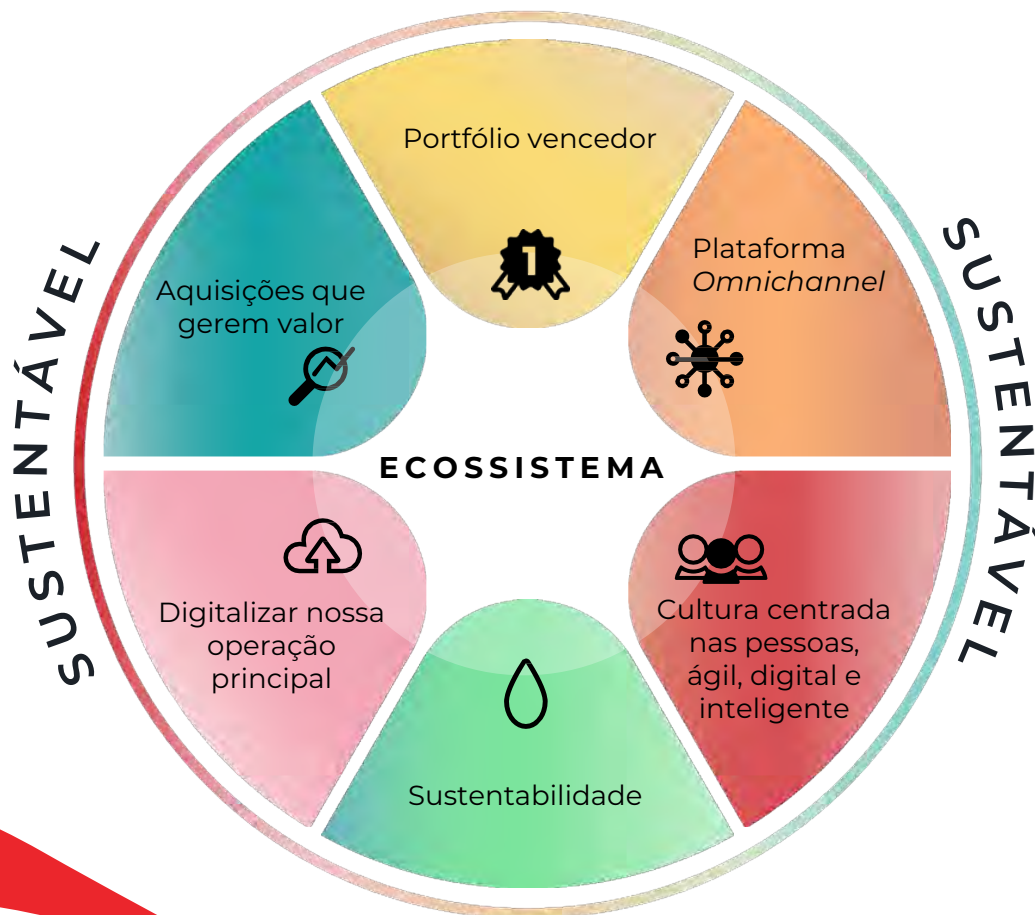 Portfólio vencedor
1
Plataforma
Omnichannel
Aquisições que
gerem valor
SUSTENTÁVEL
SUSTENTÁVEL
ECOSSISTEMA
Digitalizar nossa
operação
principal
Cultura centrada
nas pessoas,
ágil, digital e
inteligente
Sustentabilidade